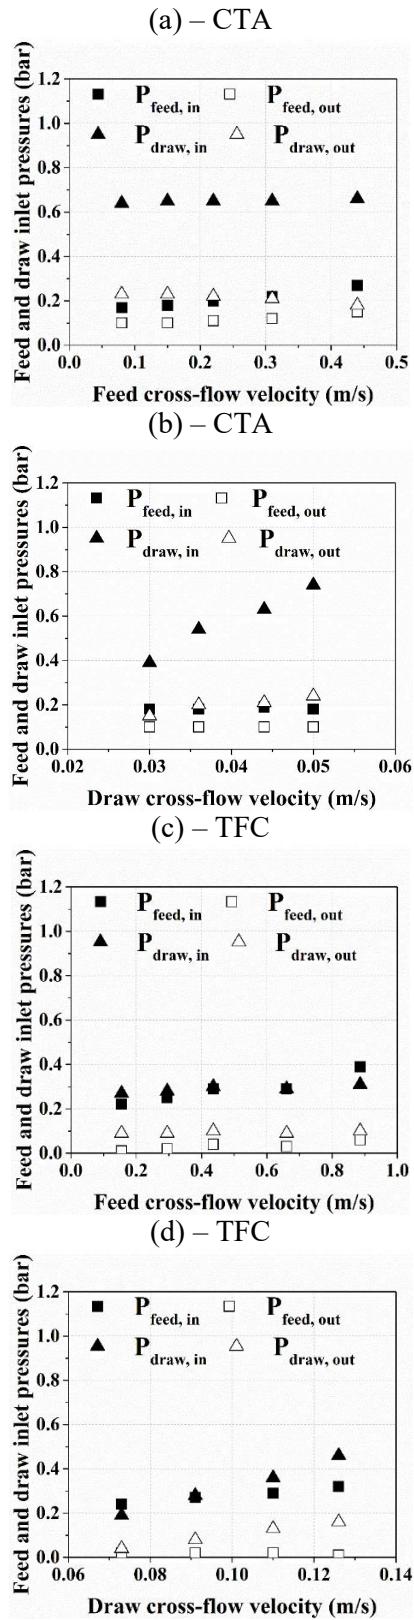 (a) – CTA
Feed and draw inlet pressures (bar)
1.2
1.0
0.8
0.6
0.4
0.2
0.0
P feed, in
P feed, out
P draw, in
P draw, out
0.0 0.1 0.2 0.3 0.4 0.5
Feed cross-flow velocity (m/s)
(b) – CTA
Feed and draw inlet pressures (bar)
1.2
1.0
0.8
0.6
0.4
0.2
0.0
P feed, in
P feed, out
P draw, in
P draw, out
0.02 0.03 0.04 0.05 0.06
Draw cross-flow velocity (m/s)
(c) – TFC
Feed and draw inlet pressures (bar)
1.2
1.0
0.8
0.6
0.4
0.2
0.0
P feed, in
P feed, out
P draw, in
P draw, out
0.0 0.2 0.4 0.6 0.8 1.0
Feed cross-flow velocity (m/s)
(d) – TFC
Feed and draw inlet pressures (bar)
1.2
1.0
0.8
0.6
0.4
0.2
0.0
P feed, in
P feed, out
P draw, in
P draw, out
0.06 0.08 0.10 0.12 0.14
Draw cross-flow velocity (m/s)